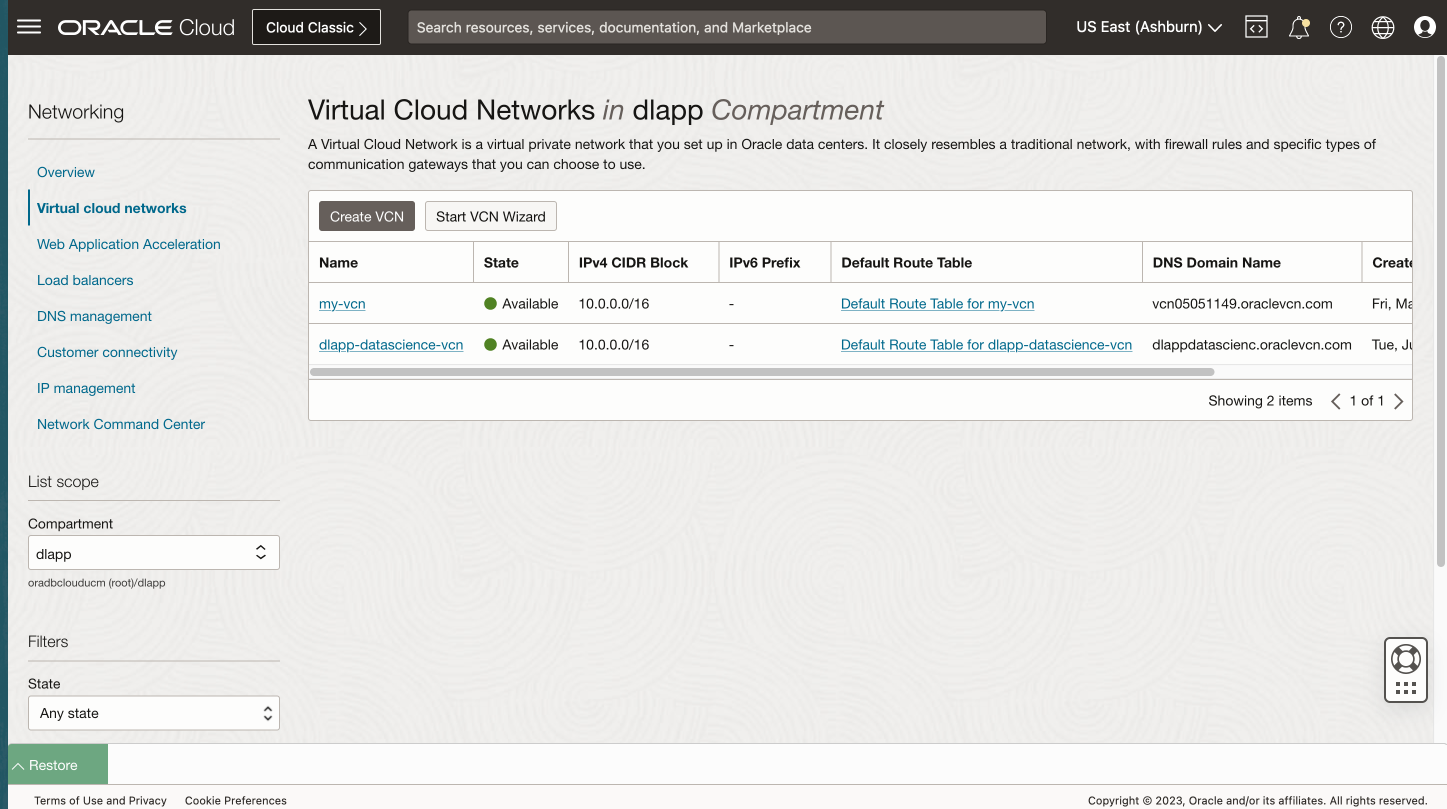 ORACLE Cloud
Cloud Classic >
Search resources, services, documentation, and Marketplace
US East (Ashburn)
Networking
Overview
Virtual cloud networks
Web Application Acceleration
Load balancers
DNS management
Customer connectivity
IP management
Network Command Center
List scope
Compartment
dlapp
oradbclouducm (root)/dlapp
Filters
State
Any state
Virtual Cloud Networks in dlapp Compartment
A Virtual Cloud Network is a virtual private network that you set up in Oracle data centers. It closely resembles a traditional network, with firewall rules and specific types of
communication gateways that you can choose to use.
Create VCN Start VCN Wizard
Name State IPv4 CIDR Block IPv6 Prefix Default Route Table DNS Domain Name Create
my-vcn Available 10.0.0.0/16 - Default Route Table for my-vcn vcn05051149.oraclevcn.com Fri, Ma
dlapp-datascience-vcn Available 10.0.0.0/16 - Default Route Table for dlapp-datascience-vcn dlappdatascienc.oraclevcn.com Tue, Ju
Showing 2 items < 1 of 1 >
Restore
Terms of Use and Privacy Cookie Preferences
Copyright © 2023, Oracle and/or its affiliates. All rights reserved.